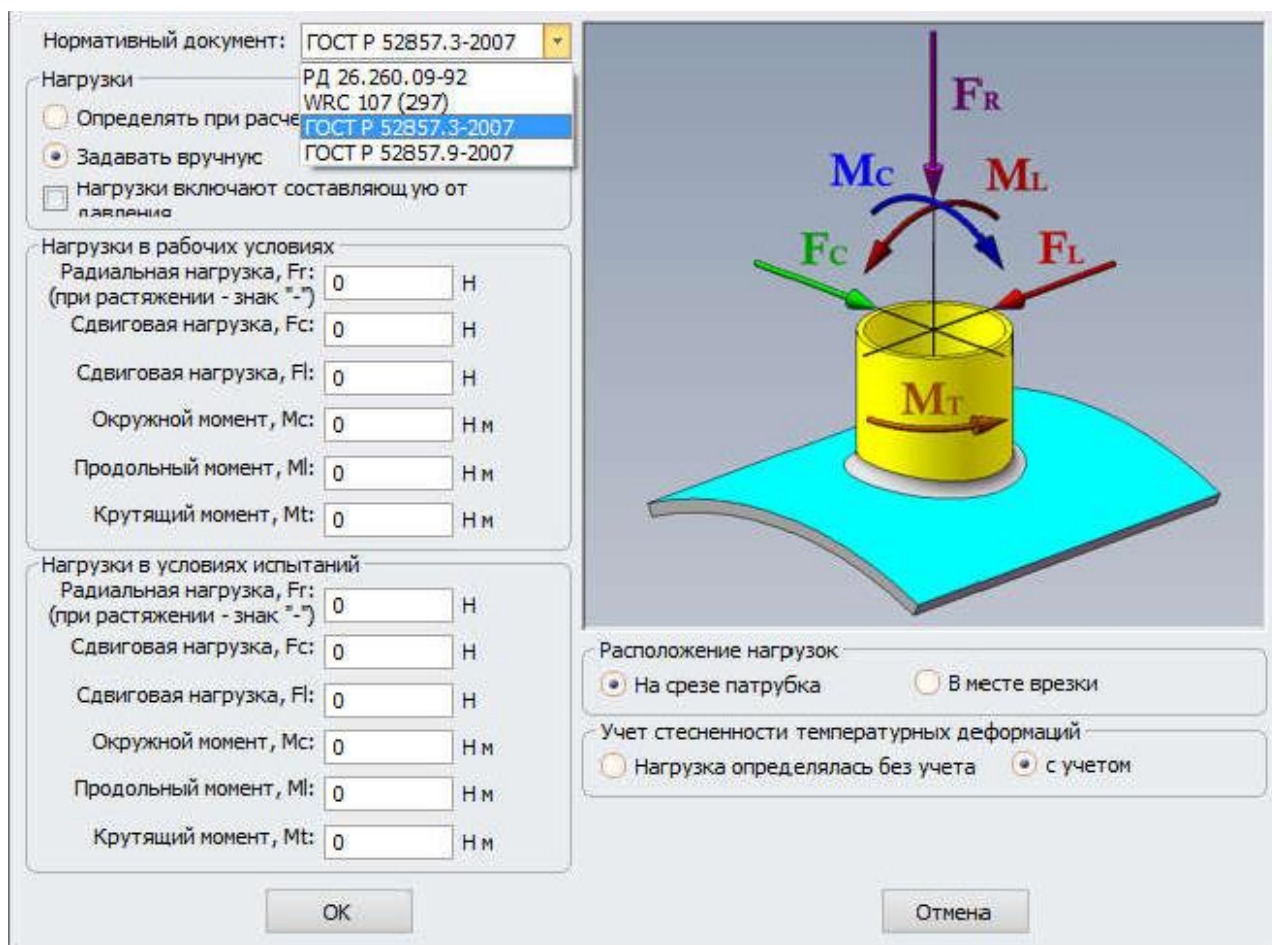 Нормативный документ: ГОСТ Р 52857.3-2007
РД 26.260.09-92
WRC 107 (297)
ГОСТ Р 52857.3-2007
ГОСТ Р 52857.9-2007
Нагрузки
Определять при расче
Задавать вручную
Нагрузки включают составляющую от
давления
Нагрузки в рабочих условиях
Радиальная нагрузка, Fr:
(при растяжении - знак "-")
0 Н
Сдвиговая нагрузка, Fc: 0 Н
Сдвиговая нагрузка, Fl: 0 Н
Окружной момент, Mc: 0 Н м
Продольный момент, Ml: 0 Н м
Крутящий момент, Mt: 0 Н м
Нагрузки в условиях испытаний
Радиальная нагрузка, Fr:
(при растяжении - знак "-")
0 Н
Сдвиговая нагрузка, Fc: 0 Н
Сдвиговая нагрузка, Fl: 0 Н
Окружной момент, Mc: 0 Н м
Продольный момент, Ml: 0 Н м
Крутящий момент, Mt: 0 Н м
FR
MC ML
FC FL
MT
Расположение нагрузок
На срезе патрубка В месте врезки
Учет стесненности температурных деформаций
Нагрузка определялась без учета с учетом
OK Отмена